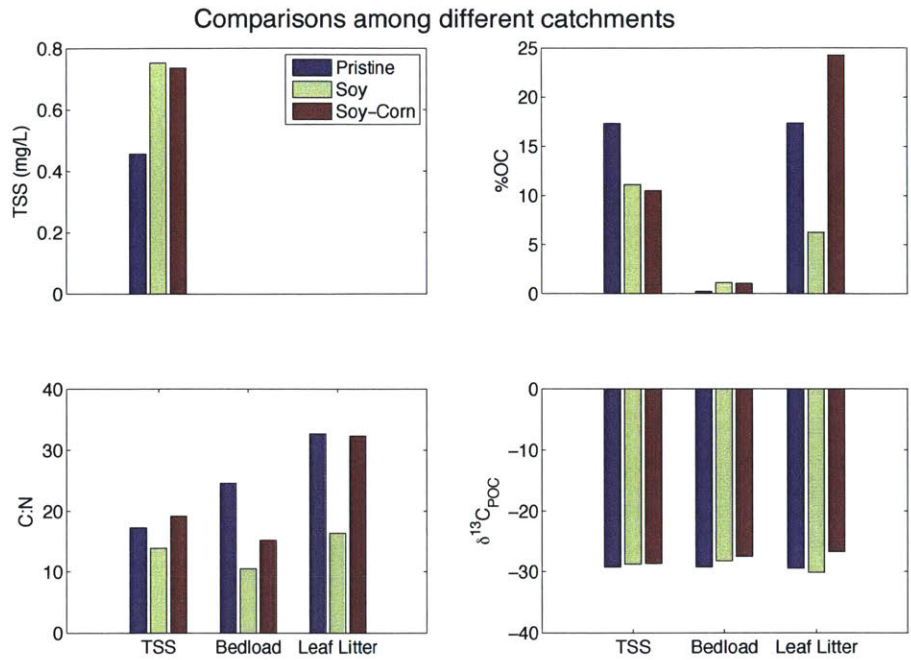 Comparisons among different catchments
TSS (mg/L)
0.8
0.6
0.4
0.2
0
Pristine
Soy
Soy-Corn
%OC
25
20
15
10
5
0
C:N
40
30
20
10
0
TSS Bedload Leaf Litter
δ¹³C_POC
0
−10
−20
−30
−40
TSS Bedload Leaf Litter